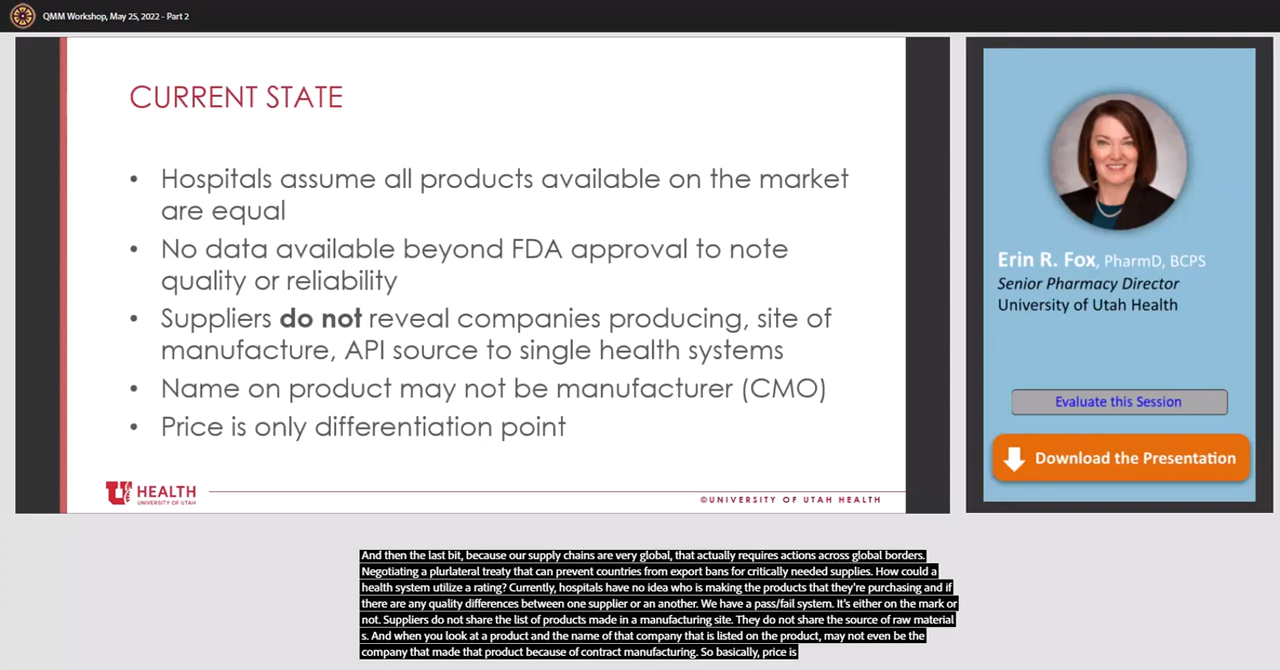 QMM Workshop, May 25, 2022 - Part 2
CURRENT STATE
• Hospitals assume all products available on the market
are equal
• No data available beyond FDA approval to note
quality or reliability
• Suppliers do not reveal companies producing, site of
manufacture, API source to single health systems
• Name on product may not be manufacturer (CMO)
• Price is only differentiation point
U HEALTH
UNIVERSITY OF UTAH
©UNIVERSITY OF UTAH HEALTH
Erin R. Fox, PharmD, BCPS
Senior Pharmacy Director
University of Utah Health
Evaluate this Session
Download the Presentation
And then the last bit, because our supply chains are very global, that actually requires actions across global borders.
Negotiating a plurlateral treaty that can prevent countries from export bans for critically needed supplies. How could a
health system utilize a rating? Currently, hospitals have no idea who is making the products that they're purchasing and if
there are any quality differences between one supplier or an another. We have a pass/fail system. It's either on the mark or
not. Suppliers do not share the list of products made in a manufacturing site. They do not share the source of raw material
s. And when you look at a product and the name of that company that is listed on the product, may not even be the
company that made that product because of contract manufacturing. So basically, price is